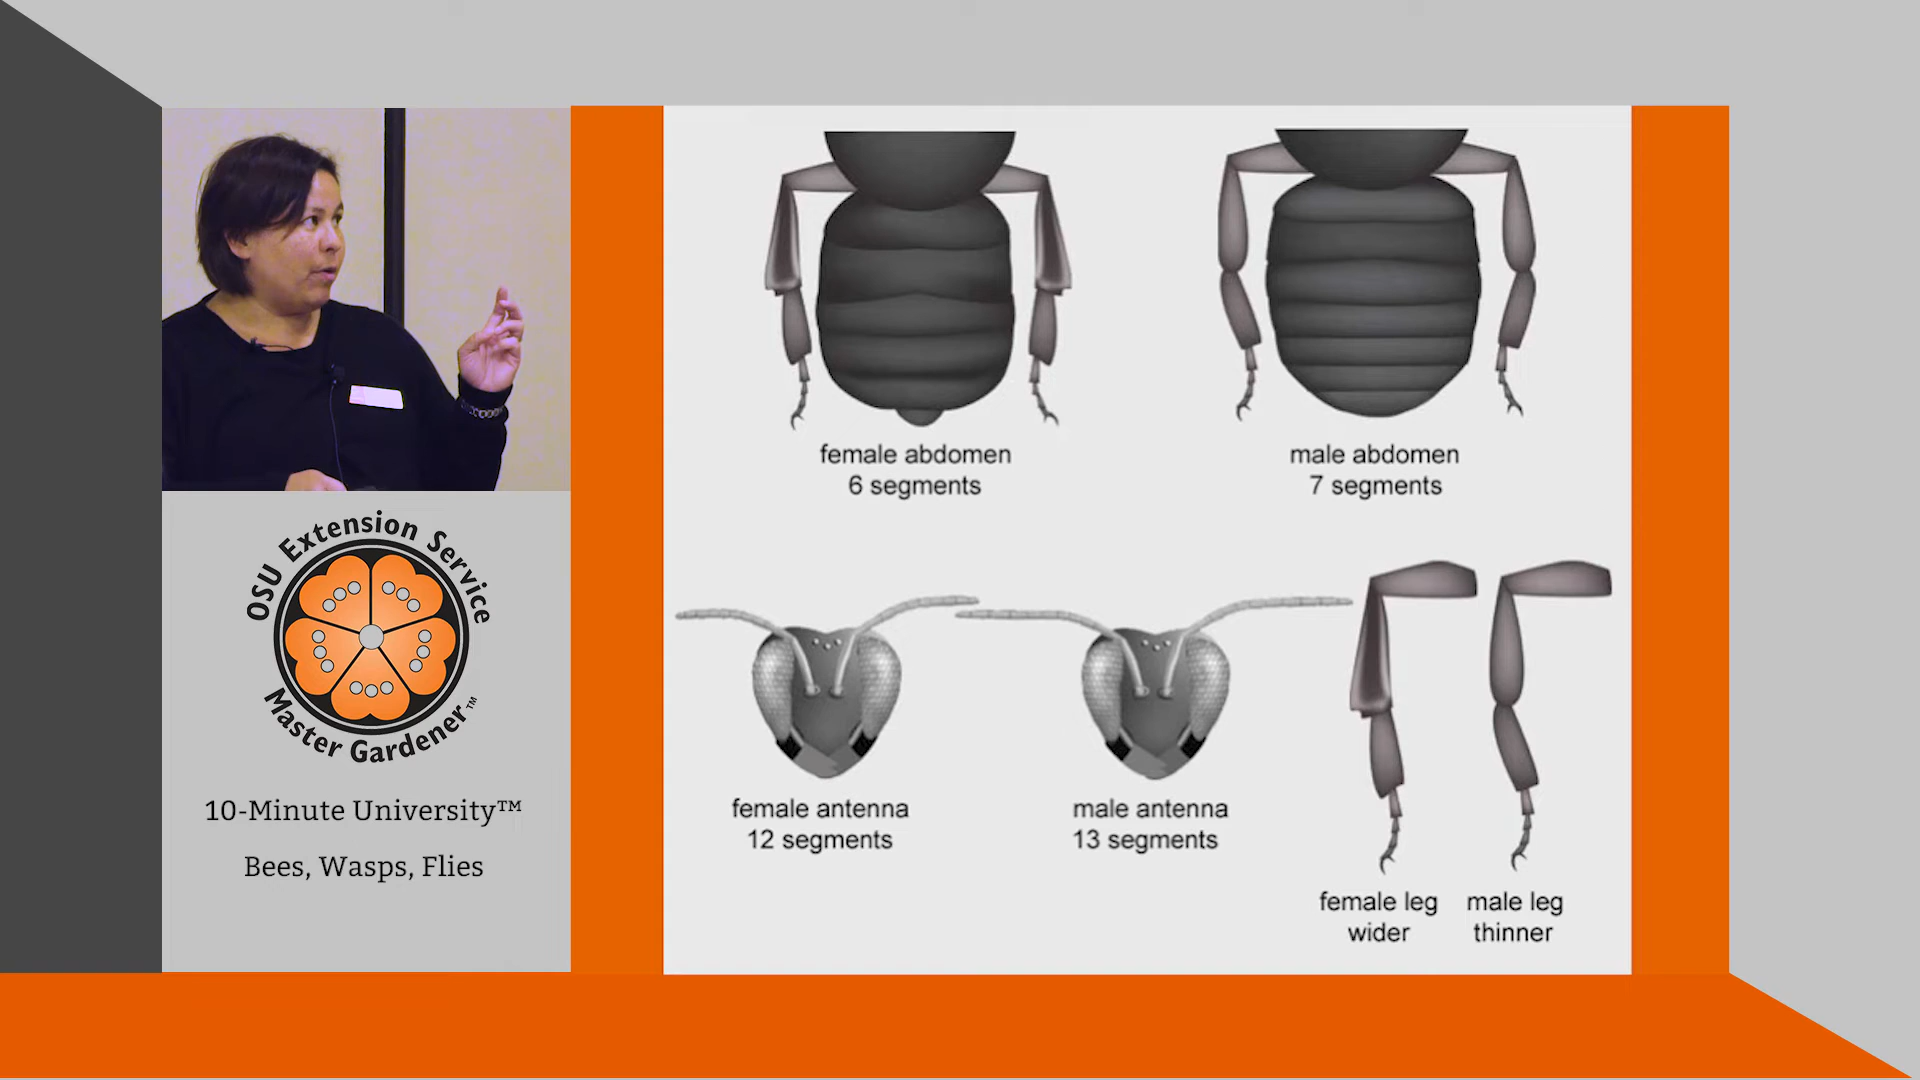 OSU Extension Service
Master Gardener™
10-Minute University™
Bees, Wasps, Flies
female abdomen
6 segments
male abdomen
7 segments
female antenna
12 segments
male antenna
13 segments
female leg
wider
male leg
thinner